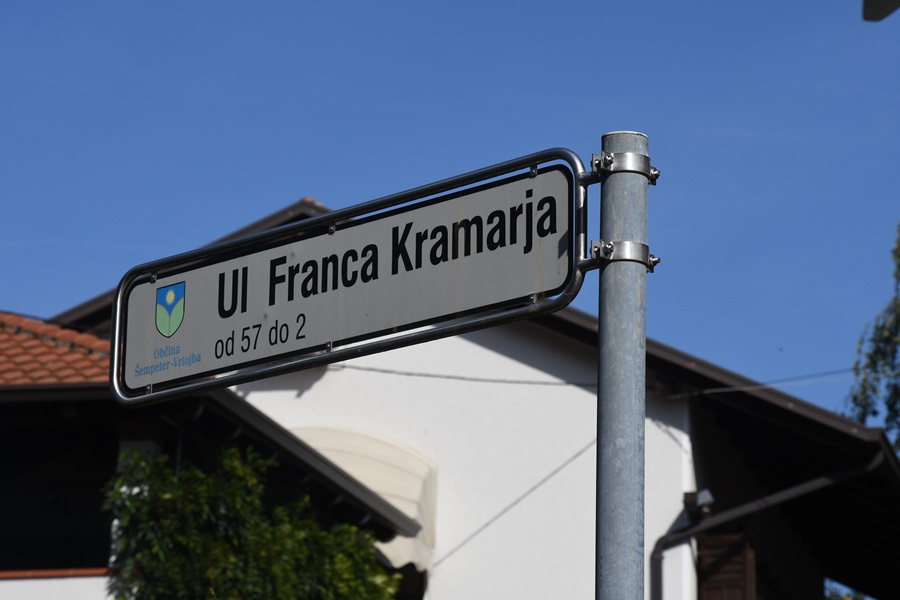 Ul Franca Kramarja
od 57 do 2
Občina
Šempeter-Vrtojba